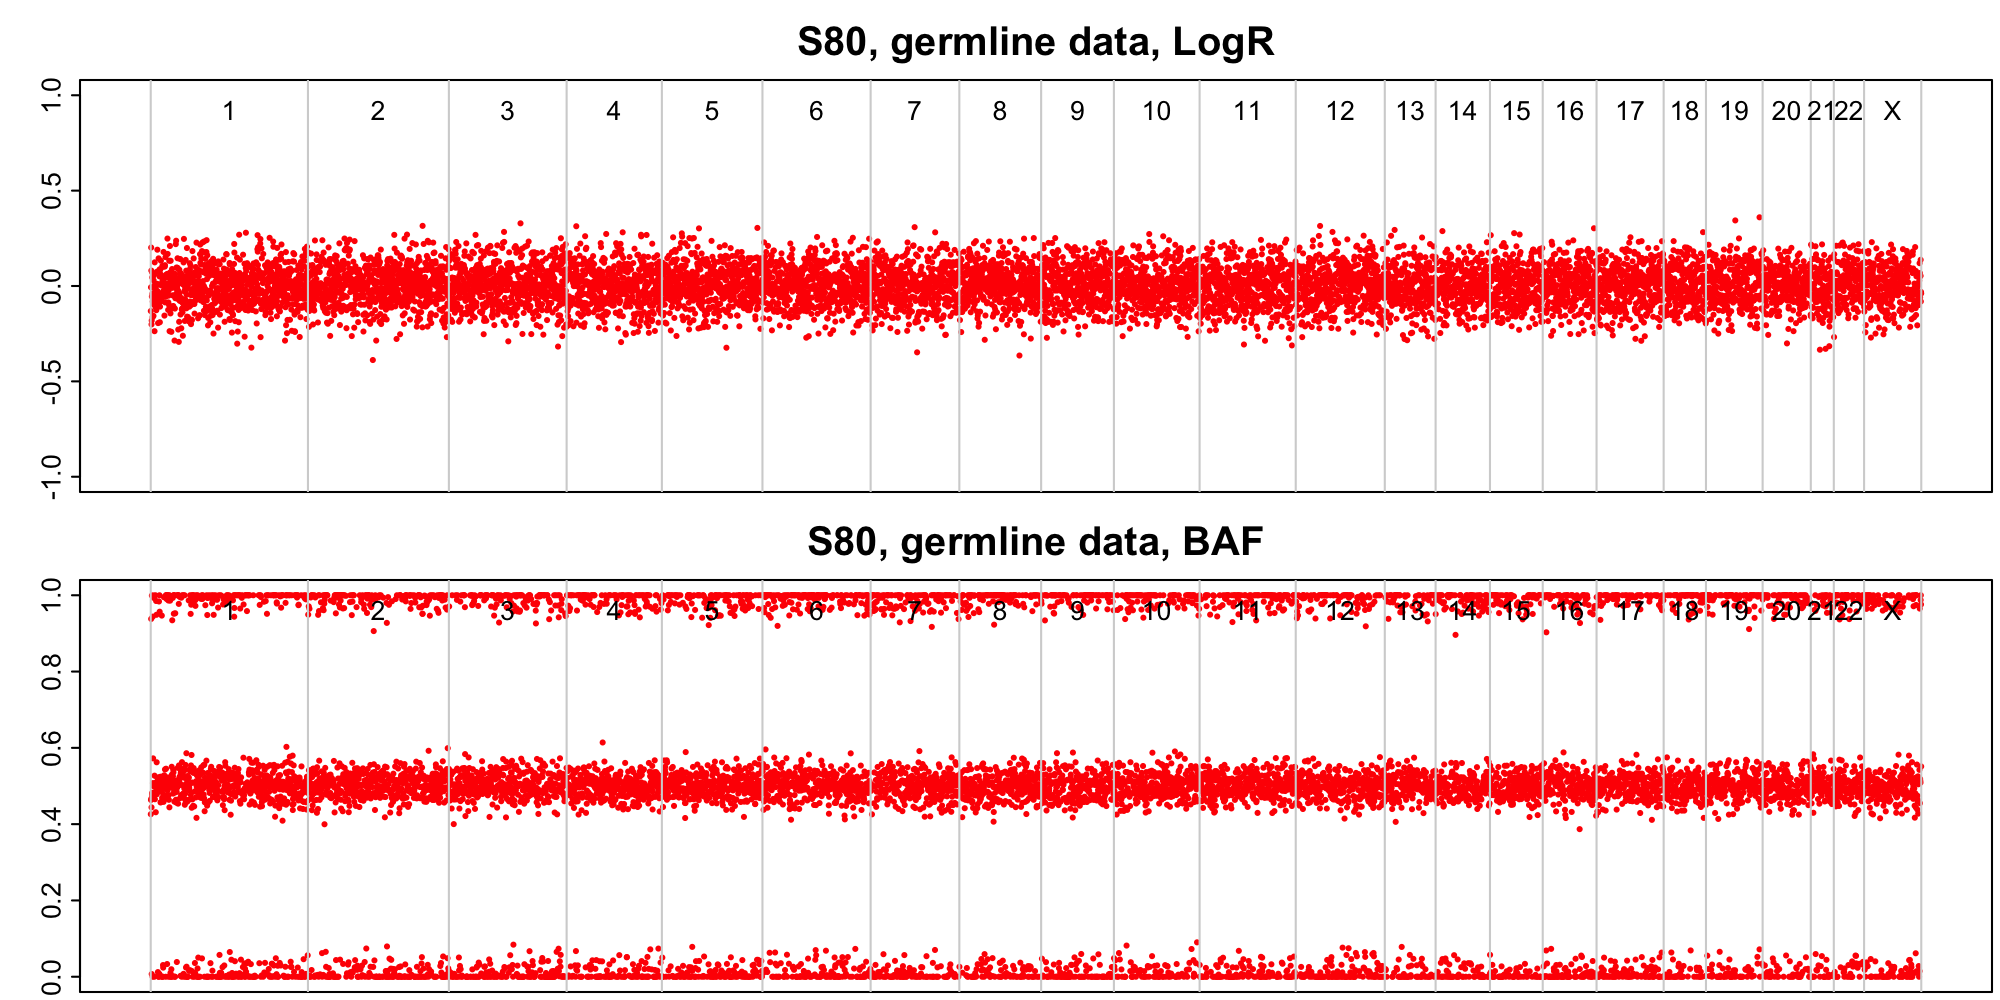 S80, germline data, LogR
1.0
0.5
0.0
-0.5
-1.0
1 2 3 4 5 6 7 8 9 10 11 12 13 14 15 16 17 18 19 20 21 22 X
S80, germline data, BAF
1.0
0.8
0.6
0.4
0.2
0.0
1 2 3 4 5 6 7 8 9 10 11 12 13 14 15 16 17 18 19 20 21 22 X